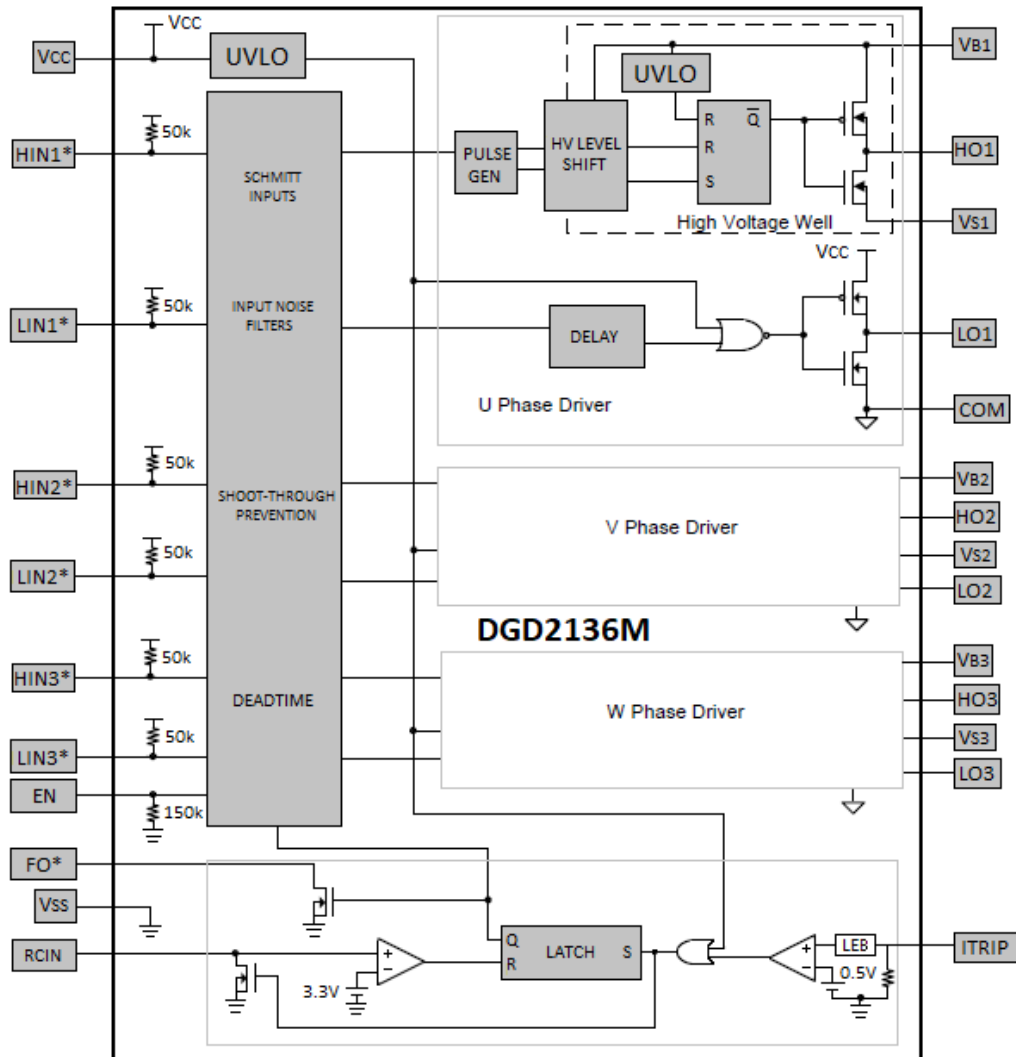 VCC
VCC
UVLO
VB1
UVLO
50k
HIN1*
R
Q
PULSE
GEN
HV LEVEL
SHIFT
R
S
HO1
SCHMITT
INPUTS
High Voltage Well
VS1
VCC
50k
LIN1*
INPUT NOISE
FILTERS
DELAY
LO1
U Phase Driver
COM
50k
HIN2*
SHOOT-THROUGH
PREVENTION
V Phase Driver
VB2
HO2
VS2
LO2
50k
LIN2*
DGD2136M
50k
HIN3*
DEADTIME
W Phase Driver
VB3
HO3
VS3
LO3
50k
LIN3*
EN
150k
FO*
VSS
RCIN
3.3V
+
−
Q
R
LATCH
S
+
−
LEB
0.5V
ITRIP